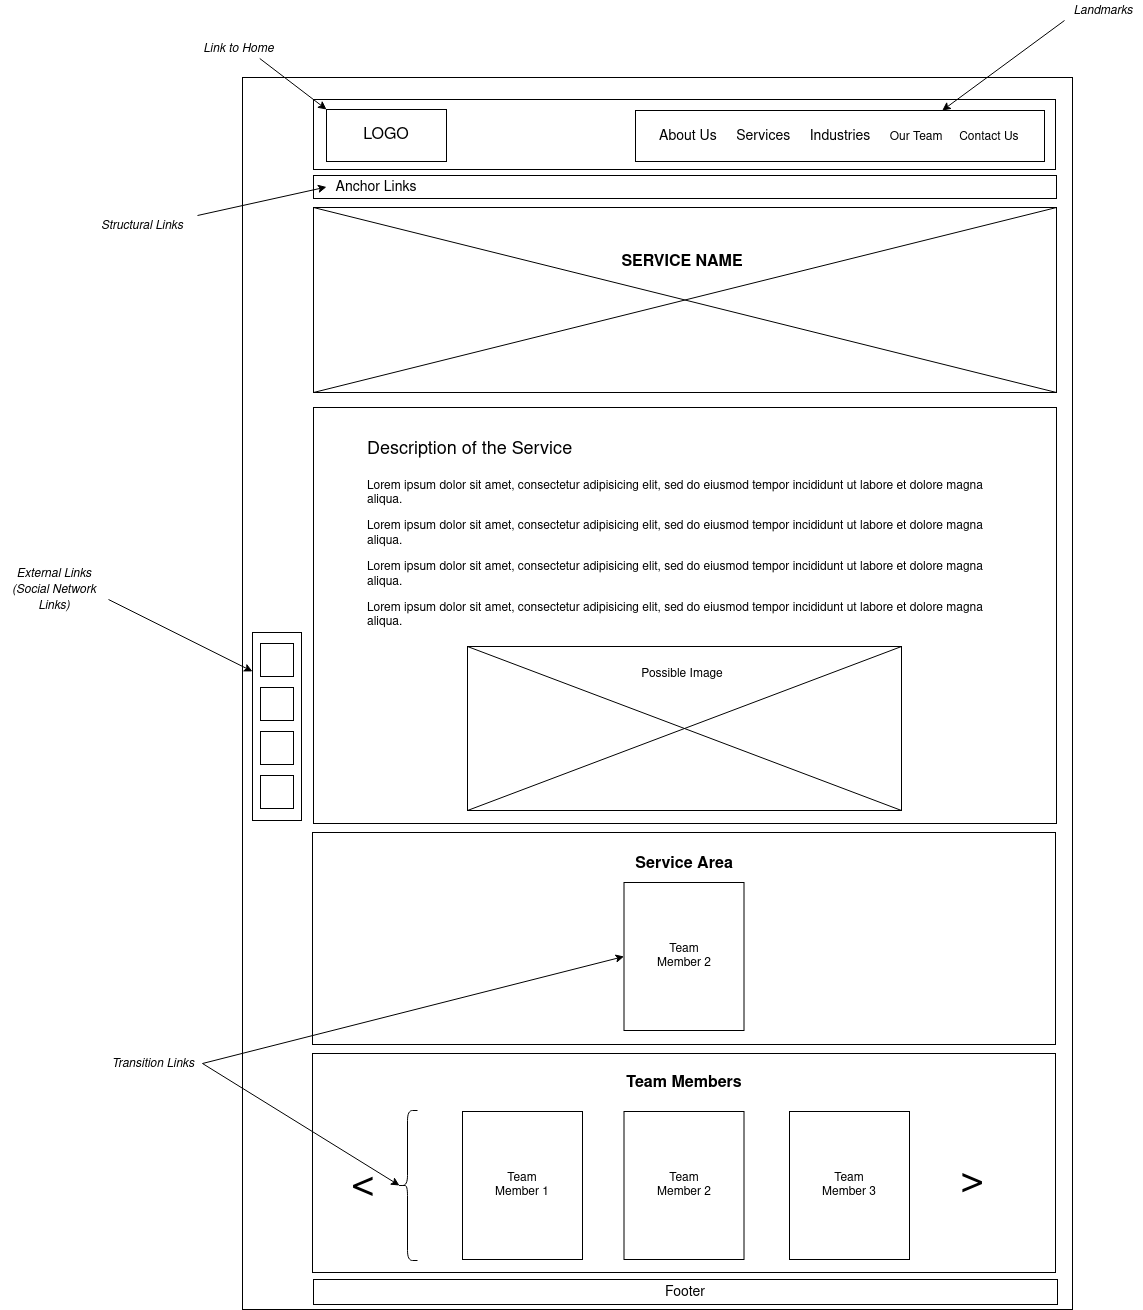 Landmarks
Link to Home
LOGO
About Us Services Industries Our Team Contact Us
Anchor Links
Structural Links
SERVICE NAME
Description of the Service
Lorem ipsum dolor sit amet, consectetur adipisicing elit, sed do eiusmod tempor incididunt ut labore et dolore magna
aliqua.
Lorem ipsum dolor sit amet, consectetur adipisicing elit, sed do eiusmod tempor incididunt ut labore et dolore magna
aliqua.
Lorem ipsum dolor sit amet, consectetur adipisicing elit, sed do eiusmod tempor incididunt ut labore et dolore magna
aliqua.
Lorem ipsum dolor sit amet, consectetur adipisicing elit, sed do eiusmod tempor incididunt ut labore et dolore magna
aliqua.
External Links
(Social Network
Links)
Possible Image
Service Area
Team
Member 2
Transition Links
Team Members
<
Team
Member 1
Team
Member 2
Team
Member 3
>
Footer